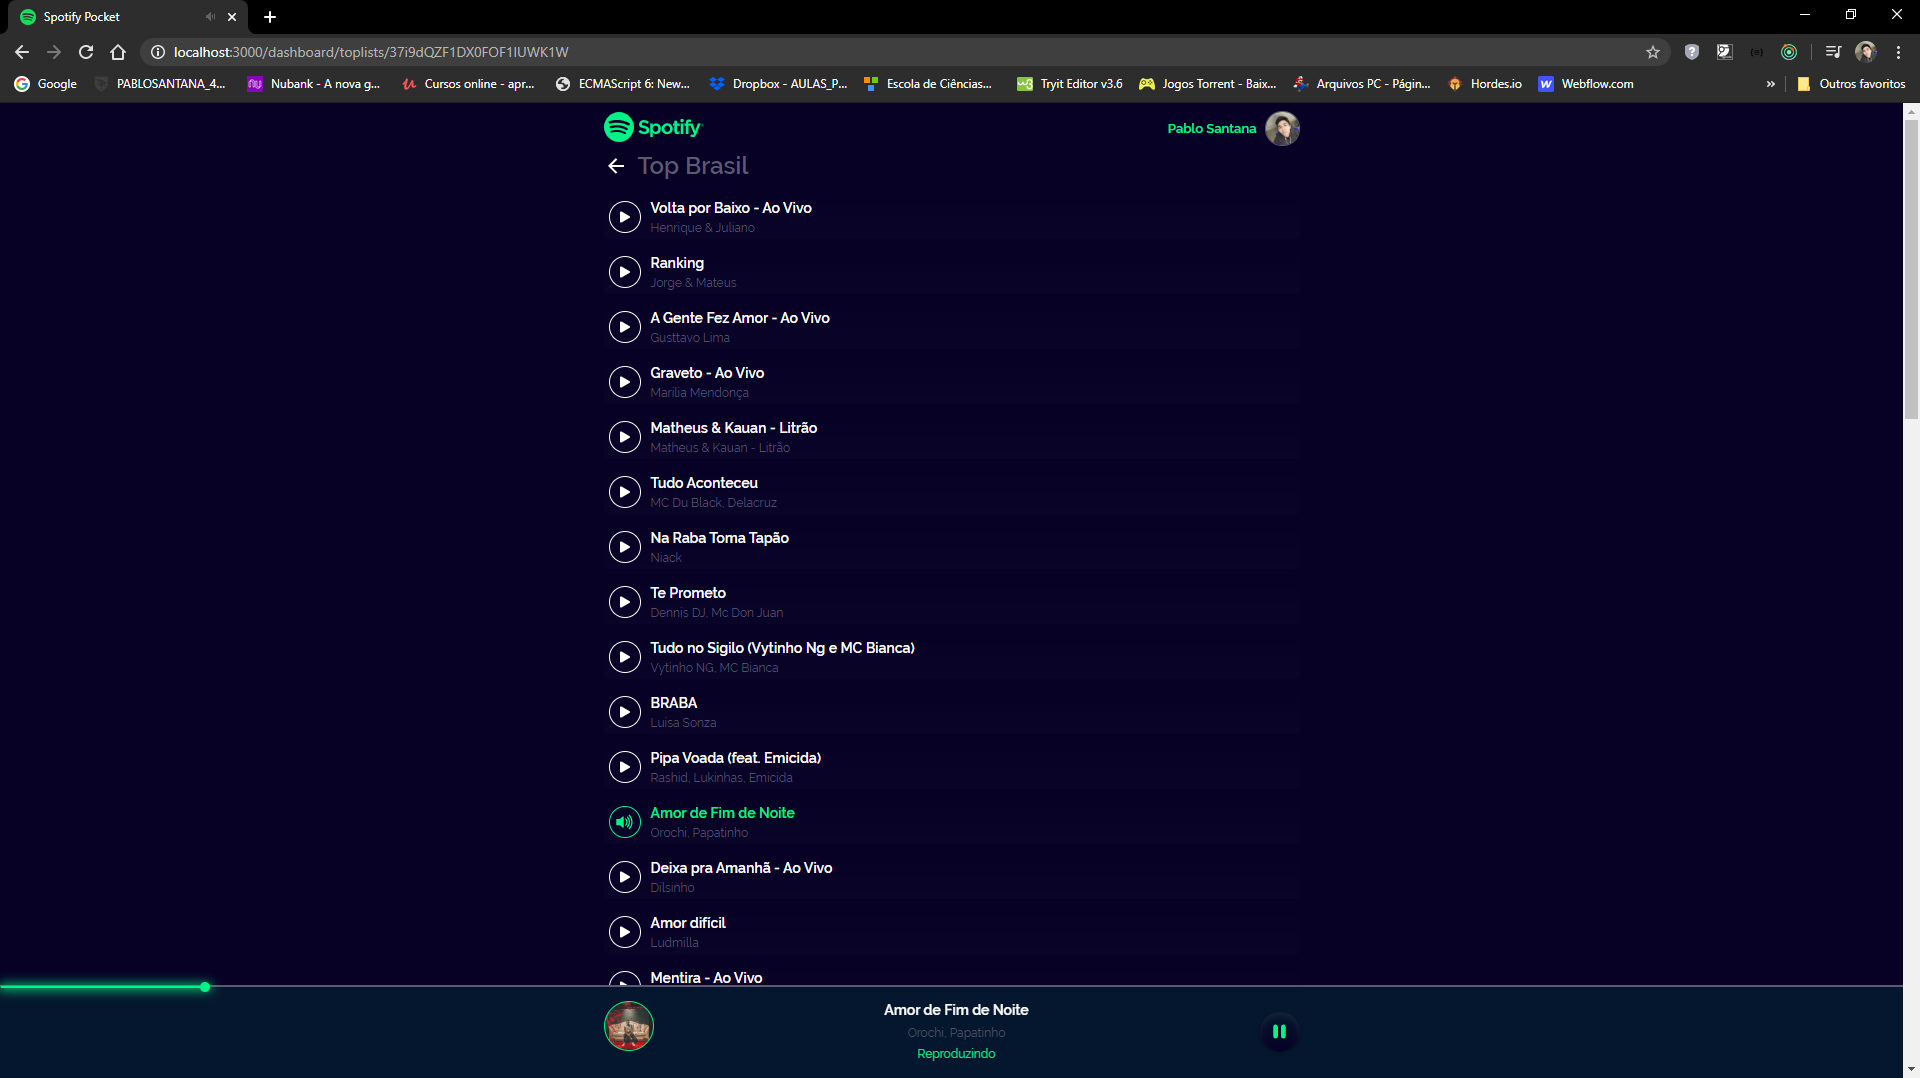 Spotify Pocket
localhost:3000/dashboard/toplists/37i9dQZF1DX0FOF1IUWK1W
Google
PABLOSANTANA_4...
Nubank - A nova g...
Cursos online - apr...
ECMAScript 6: New...
Dropbox - AULAS_P...
Escola de Ciências...
Tryit Editor v3.6
Jogos Torrent - Baix...
Arquivos PC - Págin...
Hordes.io
Webflow.com
»
Outros favoritos
Spotify
Pablo Santana
Top Brasil
Volta por Baixo - Ao Vivo
Henrique & Juliano
Ranking
Jorge & Mateus
A Gente Fez Amor - Ao Vivo
Gusttavo Lima
Graveto - Ao Vivo
Marília Mendonça
Matheus & Kauan - Litrão
Matheus & Kauan - Litrão
Tudo Aconteceu
MC Du Black, Delacruz
Na Raba Toma Tapão
Niack
Te Prometo
Dennis DJ, Mc Don Juan
Tudo no Sigilo (Vytinho Ng e MC Bianca)
Vytinho NG, MC Bianca
BRABA
Luísa Sonza
Pipa Voada (feat. Emicida)
Rashid, Lukinhas, Emicida
Amor de Fim de Noite
Orochi, Papatinho
Deixa pra Amanhã - Ao Vivo
Dilsinho
Amor difícil
Ludmilla
Mentira - Ao Vivo
Amor de Fim de Noite
Orochi, Papatinho
Reproduzindo